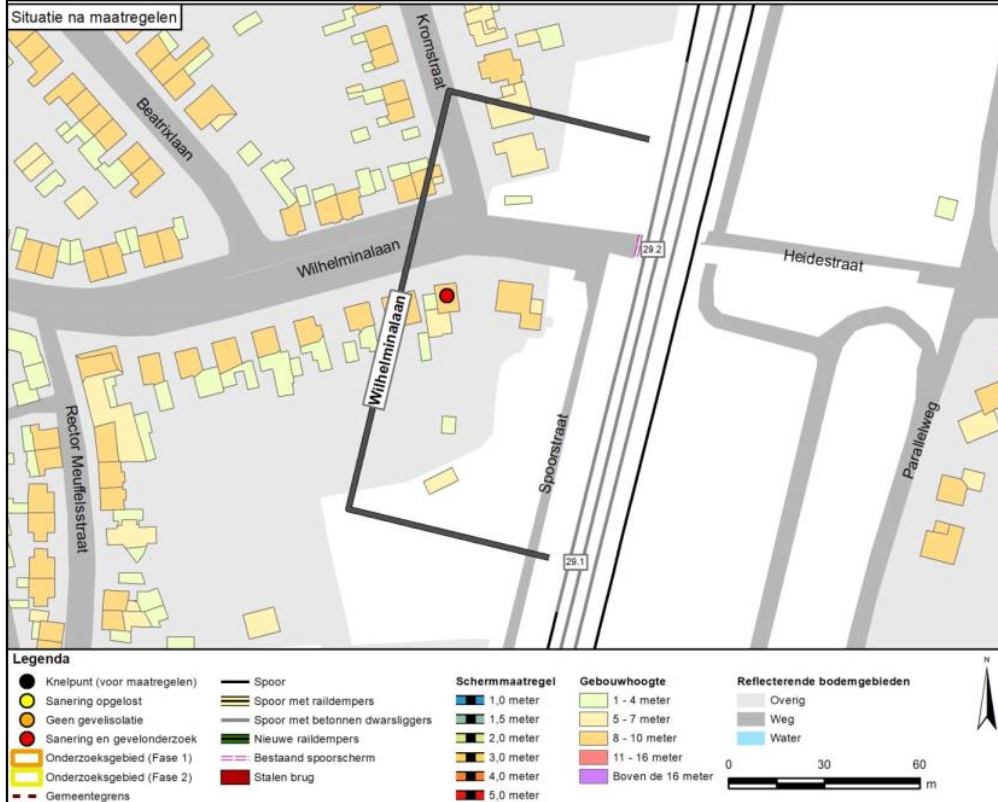 Situatie na maatregelen
Kromstraat
Beatrixlaan
Wilhelminalaan
29.2
Heidestraat
Wilhelminalaan
Rector Meuffelsstraat
Spoorstraat
Parallelweg
29.1
Legenda
Knelpunt (voor maatregelen)
Sanering opgelost
Geen gevelisolatie
Sanering en gevelonderzoek
Onderzoeksgebied (Fase 1)
Onderzoeksgebied (Fase 2)
Gemeentegrens
Spoor
Spoor met raildempers
Spoor met betonnen dwarsliggers
Nieuwe raildempers
Bestaand spoorscherm
Stalen brug
Schermmaatregel
1,0 meter
1,5 meter
2,0 meter
3,0 meter
4,0 meter
5,0 meter
Gebouwhoogte
1 - 4 meter
5 - 7 meter
8 - 10 meter
11 - 16 meter
Boven de 16 meter
Reflecterende bodemgebieden
Overig
Weg
Water
N
0 30 60
m